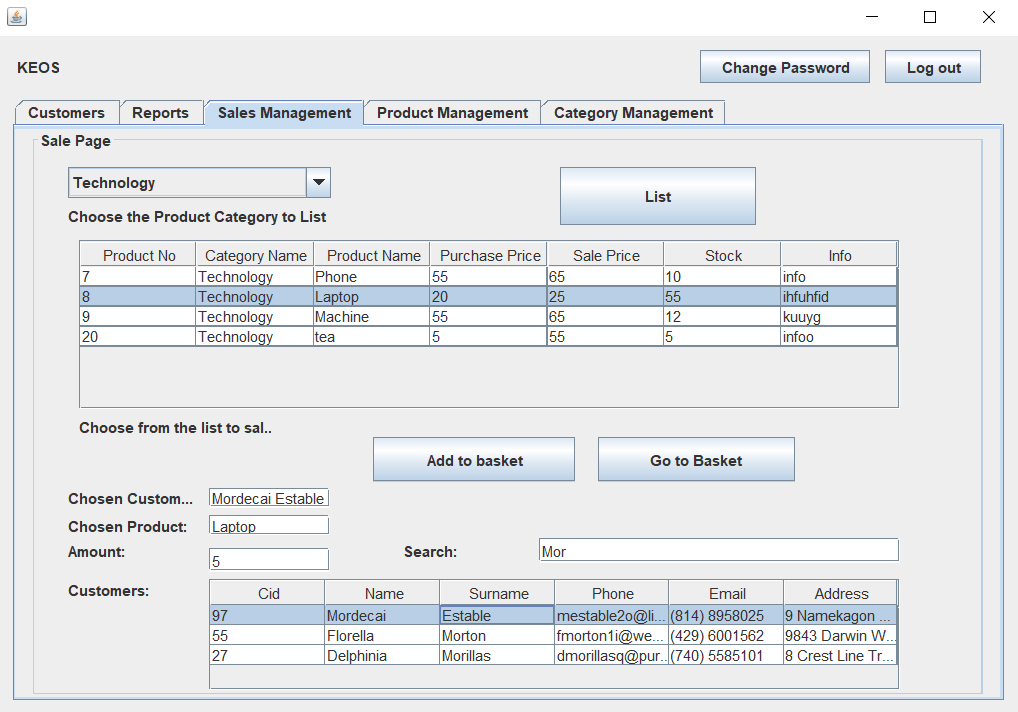 KEOS
Change Password Log out
Customers Reports Sales Management Product Management Category Management
Sale Page
Technology
List
Choose the Product Category to List
Product No Category Name Product Name Purchase Price Sale Price Stock Info
7 Technology Phone 55 65 10 info
8 Technology Laptop 20 25 55 ihfuhfid
9 Technology Machine 55 65 12 kuuyg
20 Technology tea 5 55 5 infoo
Choose from the list to sal..
Add to basket Go to Basket
Chosen Custom... Mordecai Estable
Chosen Product: Laptop
Amount: 5 Search: Mor
Customers:
Cid Name Surname Phone Email Address
97 Mordecai Estable mestable2o@li... (814) 8958025 9 Namekagon ...
55 Florella Morton fmorton1i@we... (429) 6001562 9843 Darwin W...
27 Delphinia Morillas dmorillasq@pur... (740) 5585101 8 Crest Line Tr...